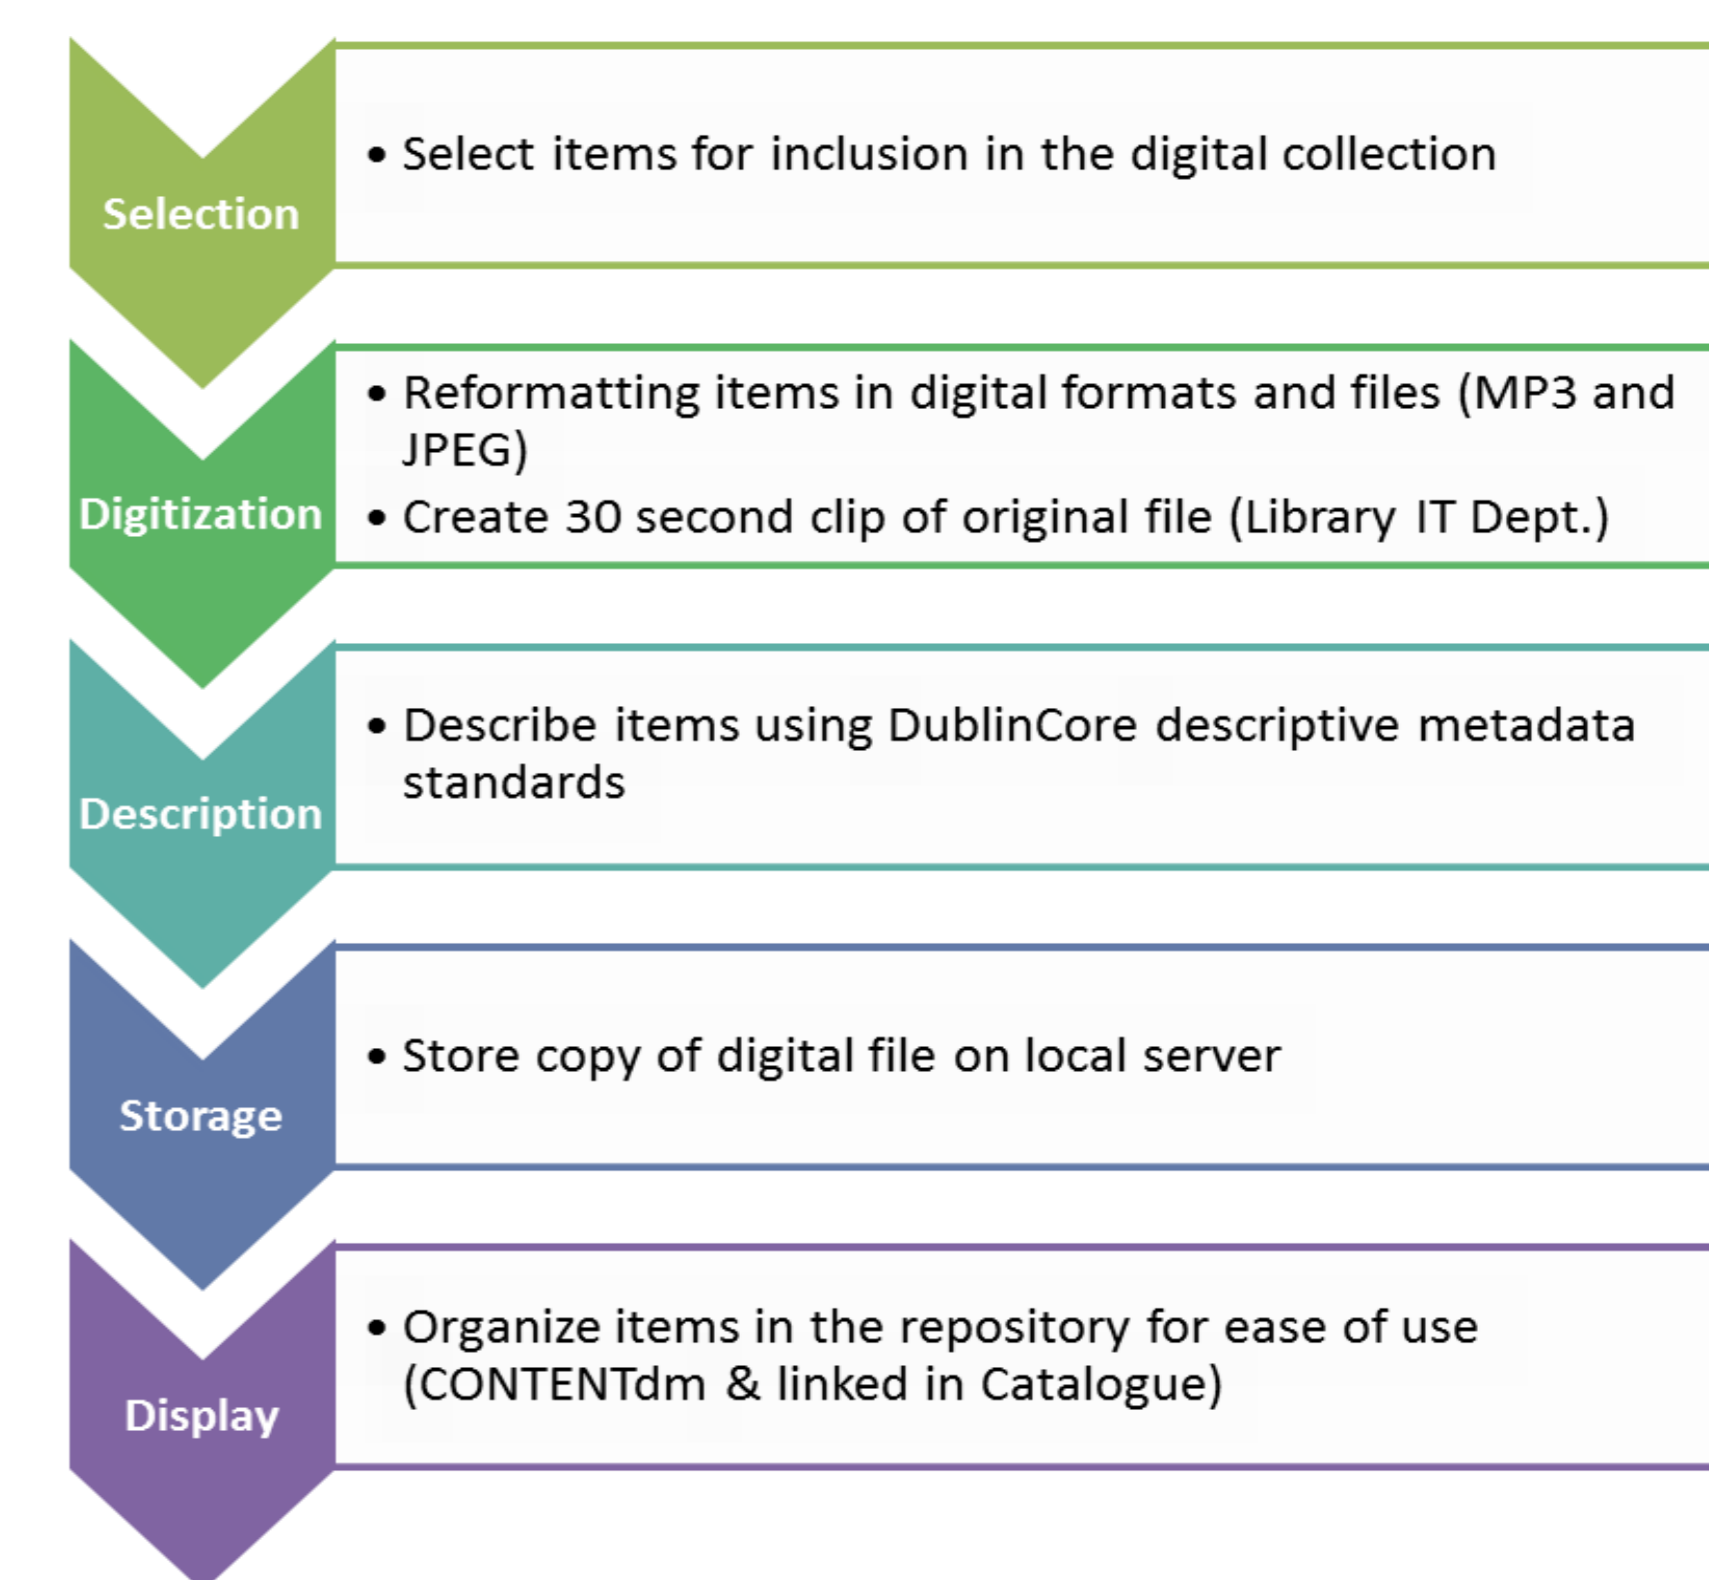 Selection
• Select items for inclusion in the digital collection
Digitization
• Reformatting items in digital formats and files (MP3 and
JPEG)
• Create 30 second clip of original file (Library IT Dept.)
Description
• Describe items using DublinCore descriptive metadata
standards
Storage
• Store copy of digital file on local server
Display
• Organize items in the repository for ease of use
(CONTENTdm & linked in Catalogue)